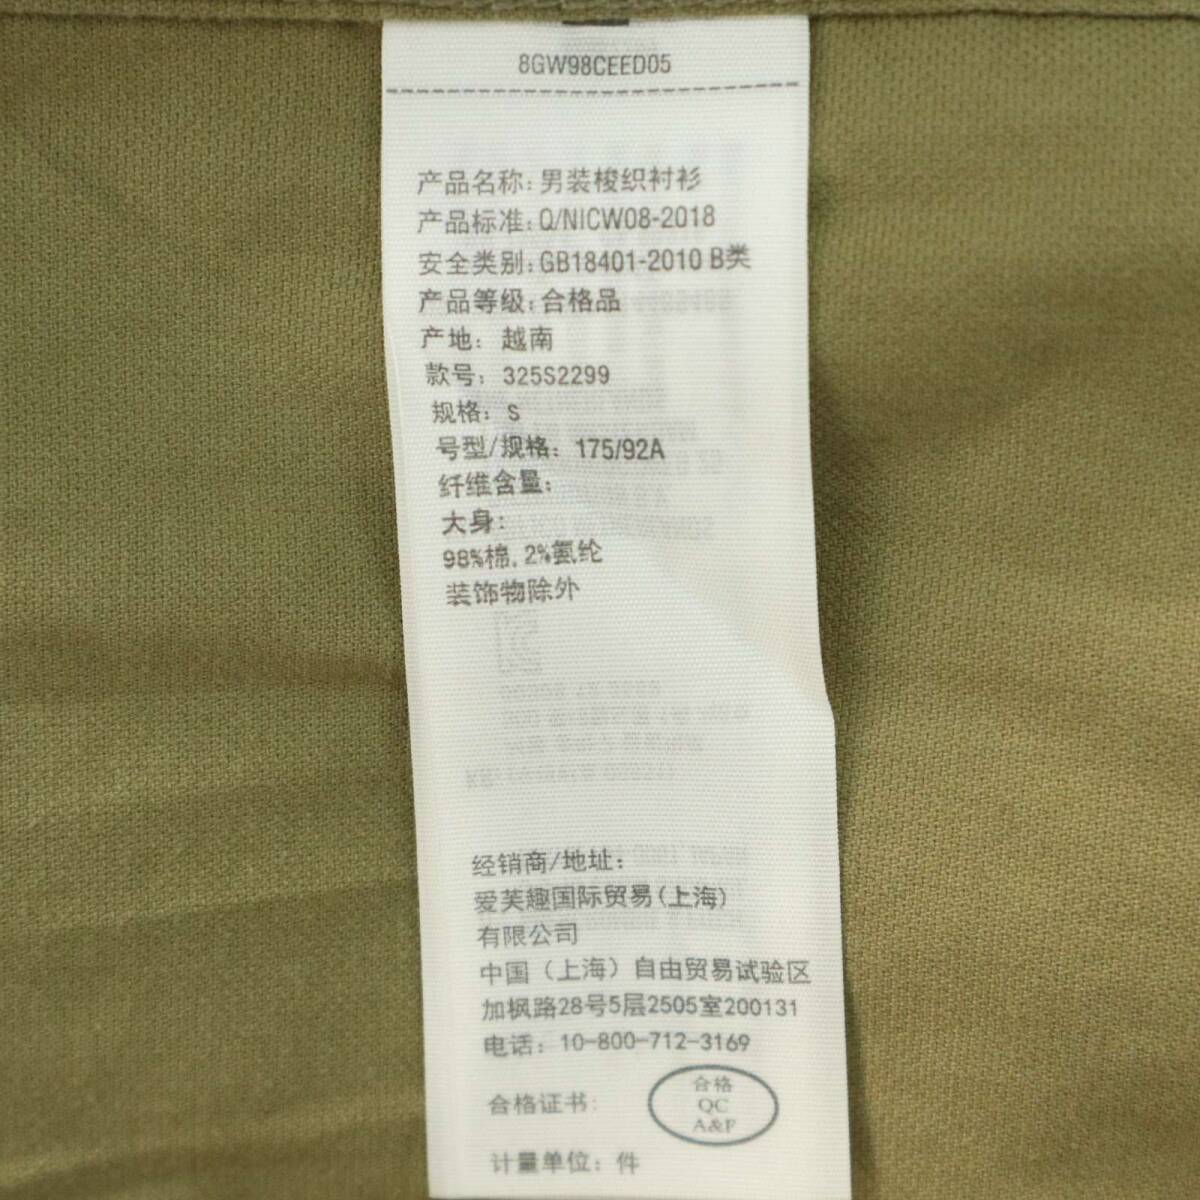 8GW98CEED05
产品名称: 男装梭织衬衫
产品标准: Q/NICW08-2018
安全类别: GB18401-2010 B类
产品等级: 合格品
产地: 越南
款号: 325S2299
规格: S
号型/规格: 175/92A
纤维含量:
大身:
98%棉, 2%氨纶
装饰物除外
经销商/地址:
爱芙趣国际贸易(上海)
有限公司
中国(上海)自由贸易试验区
加枫路28号5层2505室200131
电话: 10-800-712-3169
合格证书:
合格
QC
A&F
计量单位: 件